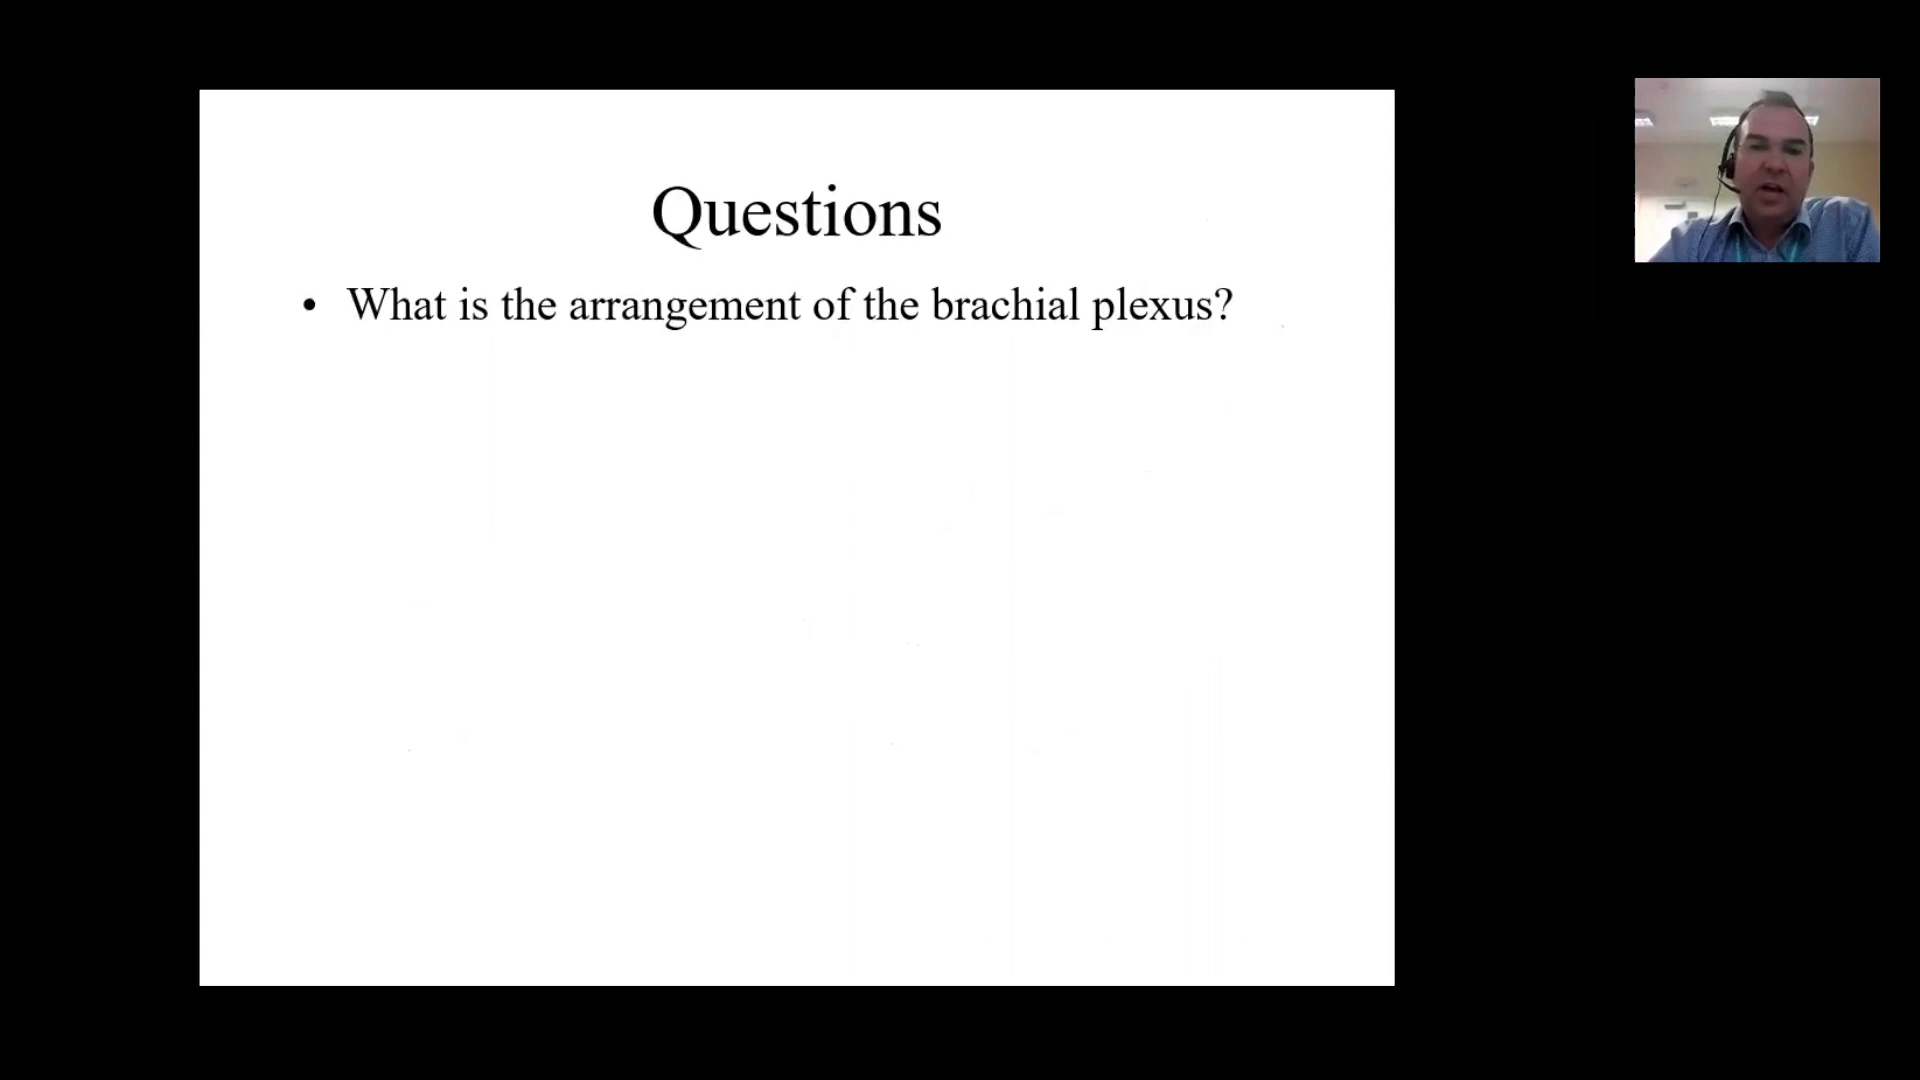 Questions
• What is the arrangement of the brachial plexus?